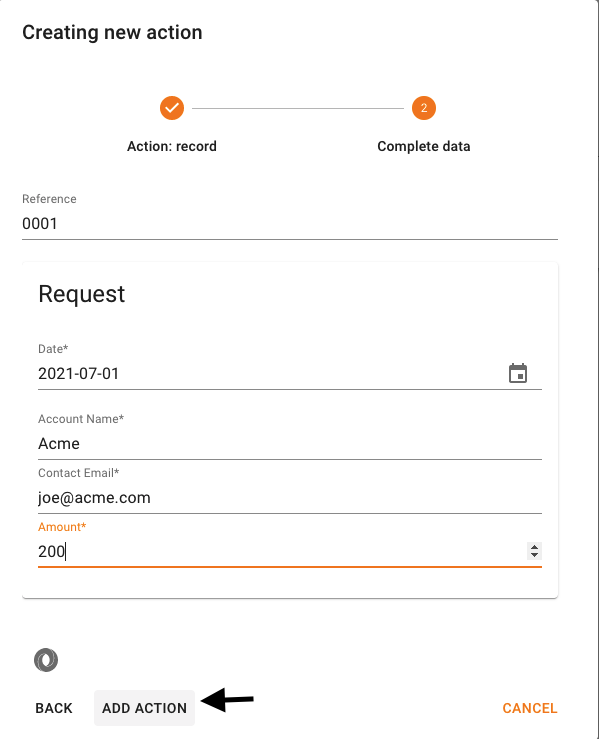 Creating new action
2
Action: record Complete data
Reference
0001
Request
Date*
2021-07-01
Account Name*
Acme
Contact Email*
joe@acme.com
Amount*
200
BACK ADD ACTION CANCEL